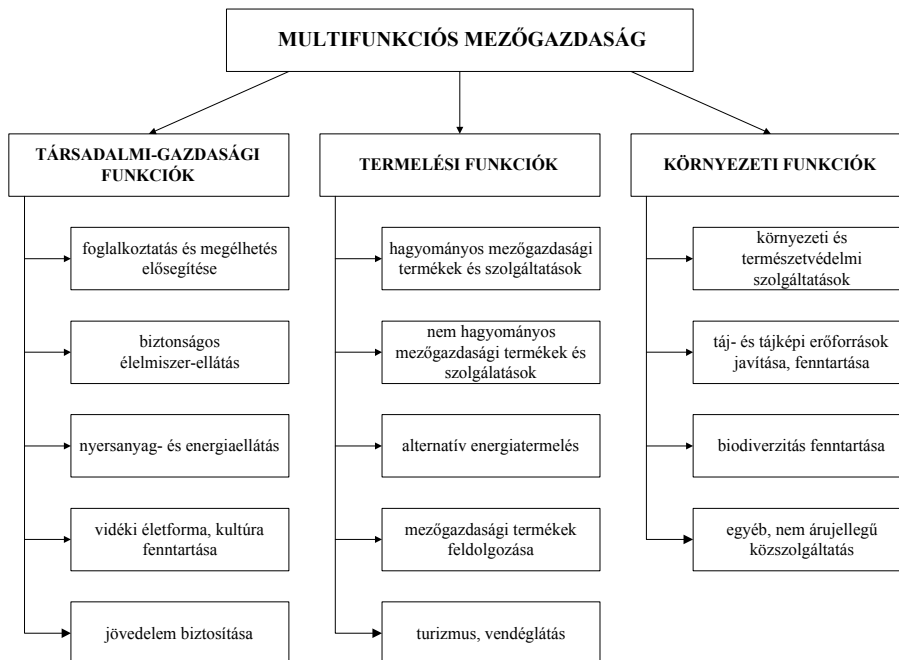 MULTIFUNKCIÓS MEZŐGAZDASÁG
TÁRSADALMI-GAZDASÁGI
FUNKCIÓK
foglalkoztatás és megélhetés
elősegítése
biztonságos
élelmiszer-ellátás
nyersanyag- és energiaellátás
vidéki életforma, kultúra
fenntartása
jövedelem biztosítása
TERMELÉSI FUNKCIÓK
hagyományos mezőgazdasági
termékek és szolgáltatások
nem hagyományos
mezőgazdasági termékek és
szolgálatások
alternatív energiatermelés
mezőgazdasági termékek
feldolgozása
turizmus, vendéglátás
KÖRNYEZETI FUNKCIÓK
környezeti és
természetvédelmi
szolgáltatások
táj- és tájképi erőforrások
javítása, fenntartása
biodiverzitás fenntartása
egyéb, nem árujellegű
közszolgáltatás